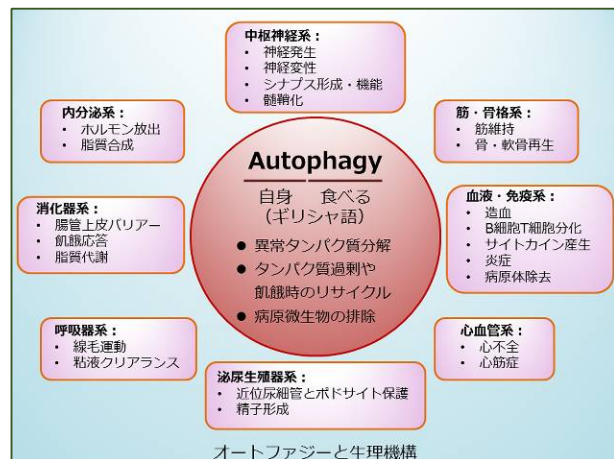 中枢神経系：
• 神経発生
• 神経変性
• シナプス形成・機能
• 髄鞘化
内分泌系：
• ホルモン放出
• 脂質合成
筋・骨格系：
• 筋維持
• 骨・軟骨再生
Autophagy
自身 食べる
(ギリシャ語)
● 異常タンパク質分解
● タンパク質過剰や
飢餓時のリサイクル
● 病原微生物の排除
消化器系：
• 腸管上皮バリアー
• 飢餓応答
• 脂質代謝
血液・免疫系：
• 造血
• B細胞T細胞分化
• サイトカイン産生
• 炎症
• 病原体除去
呼吸器系：
• 線毛運動
• 粘液クリアランス
心血管系：
• 心不全
• 心筋症
泌尿生殖器系：
• 近位尿細管とポドサイト保護
• 精子形成
オートファジーと生理機構